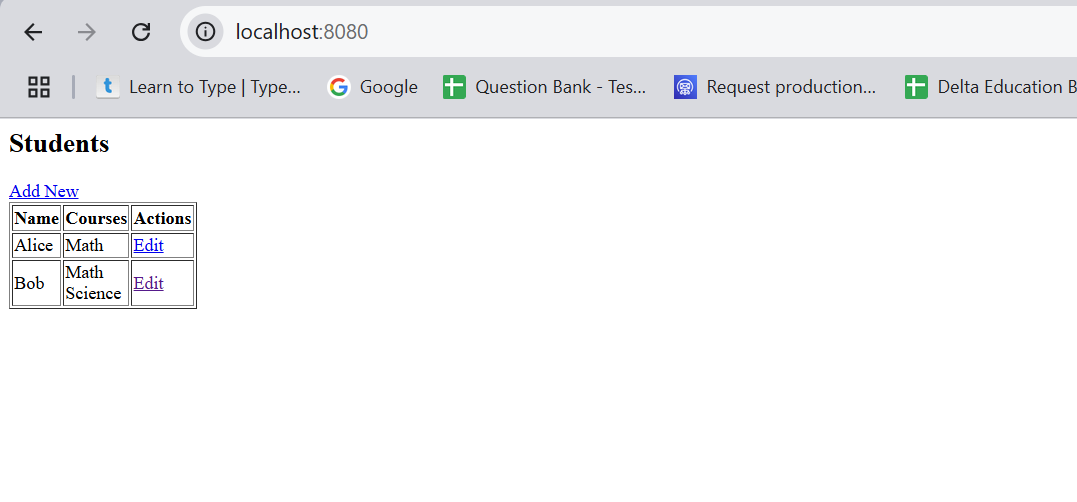 localhost:8080
Learn to Type | Type... Google Question Bank - Tes... Request production... Delta Education B
Students
Add New
Name Courses Actions
Alice Math Edit
Bob Math Science Edit